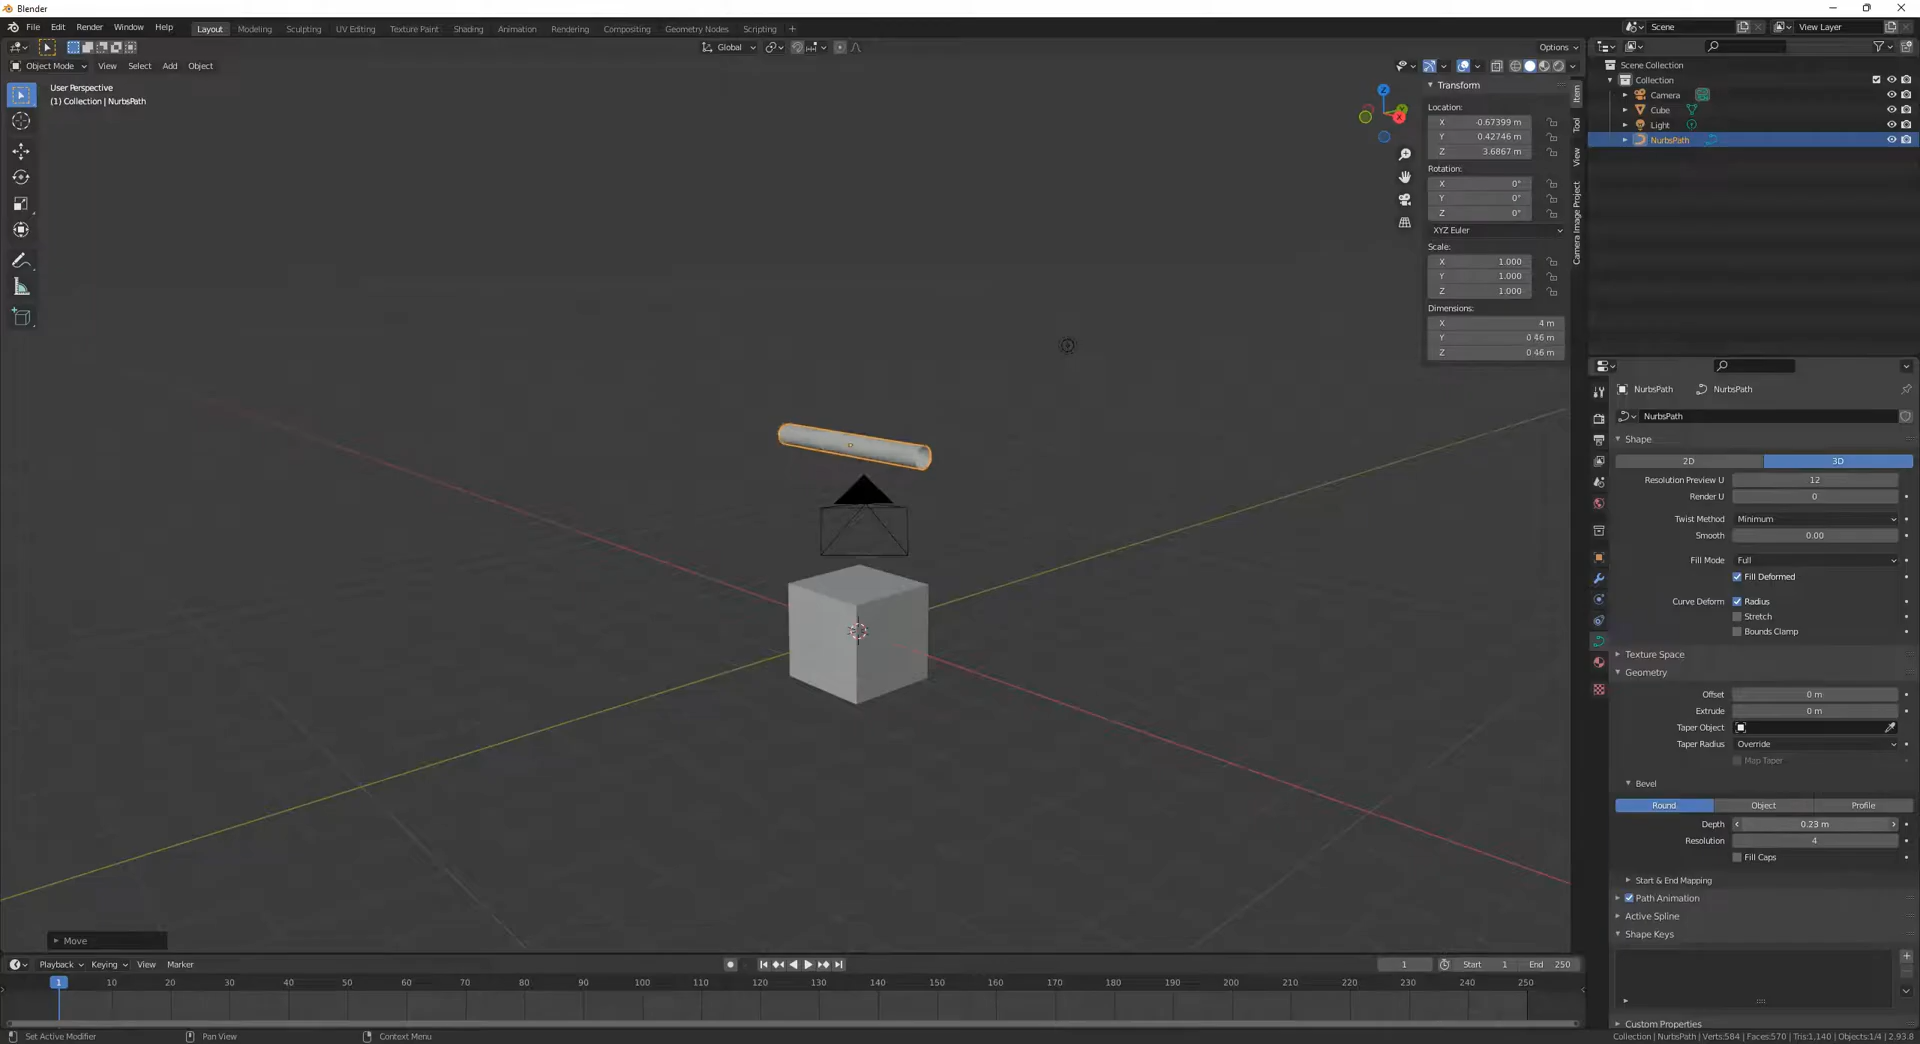 Blender
File Edit Render Window Help
Layout Modeling Sculpting UV Editing Texture Paint Shading Animation Rendering Compositing Geometry Nodes Scripting +
Scene
View Layer
Global
Options
Object Mode View Select Add Object
User Perspective
(1) Collection | NurbsPath
Transform
Location:
X -0.67399 m
Y 0.42746 m
Z 3.6867 m
Rotation:
X 0°
Y 0°
Z 0°
XYZ Euler
Scale:
X 1.000
Y 1.000
Z 1.000
Dimensions:
X 4 m
Y 0.46 m
Z 0.46 m
Item
Tool
View
Camera Image Project
Z
Y
X
Scene Collection
Collection
Camera
Cube
Light
NurbsPath
NurbsPath NurbsPath
NurbsPath
Shape
2D 3D
Resolution Preview U 12
Render U 0
Twist Method Minimum
Smooth 0.00
Fill Mode Full
Fill Deformed
Curve Deform Radius
Stretch
Bounds Clamp
Texture Space
Geometry
Offset 0 m
Extrude 0 m
Taper Object
Taper Radius Override
Map Taper
Bevel
Round Object Profile
Depth 0.23 m
Resolution 4
Fill Caps
Start & End Mapping
Path Animation
Active Spline
Shape Keys
Custom Properties
Move
Playback Keying View Marker
1 Start 1 End 250
1 10 20 30 40 50 60 70 80 90 100 110 120 130 140 150 160 170 180 190 200 210 220 230 240 250
Set Active Modifier Pan View Context Menu
Collection | NurbsPath | Verts:584 | Faces:570 | Tris:1,140 | Objects:1/4 | 2.93.8